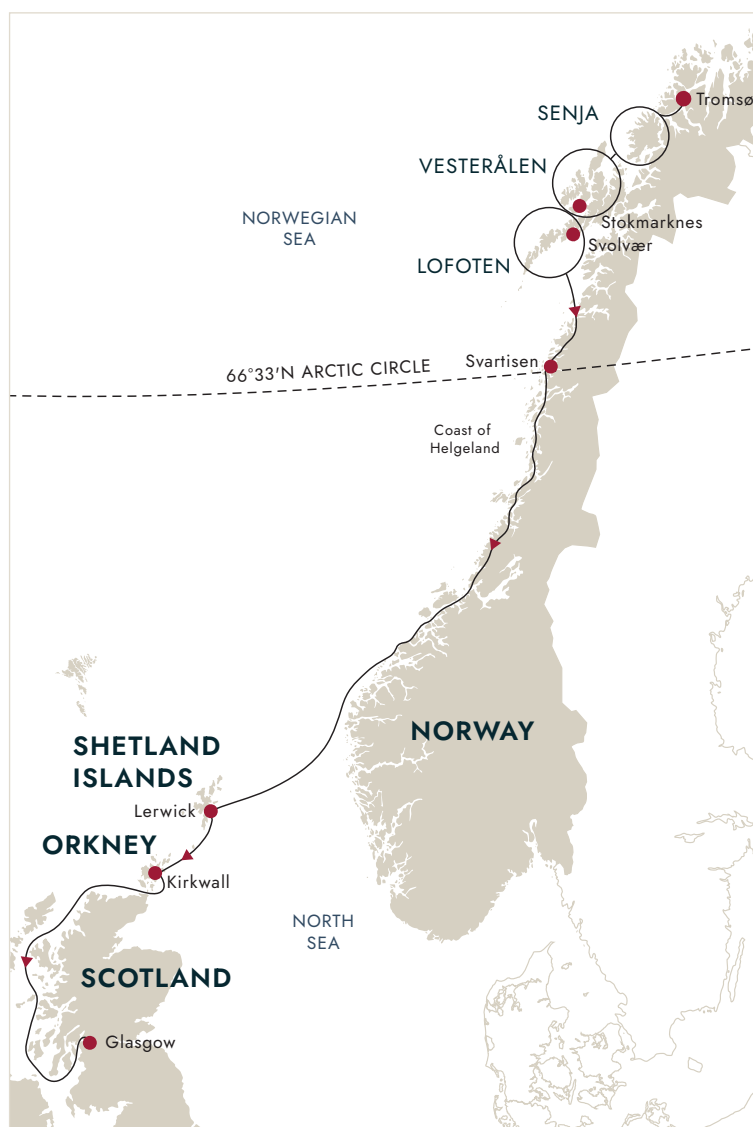 Tromsø
SENJA
VESTERÅLEN
NORWEGIAN
SEA
Stokmarknes
Svolvær
LOFOTEN
Svartisen
66°33'N ARCTIC CIRCLE
Coast of
Helgeland
NORWAY
SHETLAND
ISLANDS
Lerwick
ORKNEY
Kirkwall
NORTH
SEA
SCOTLAND
Glasgow